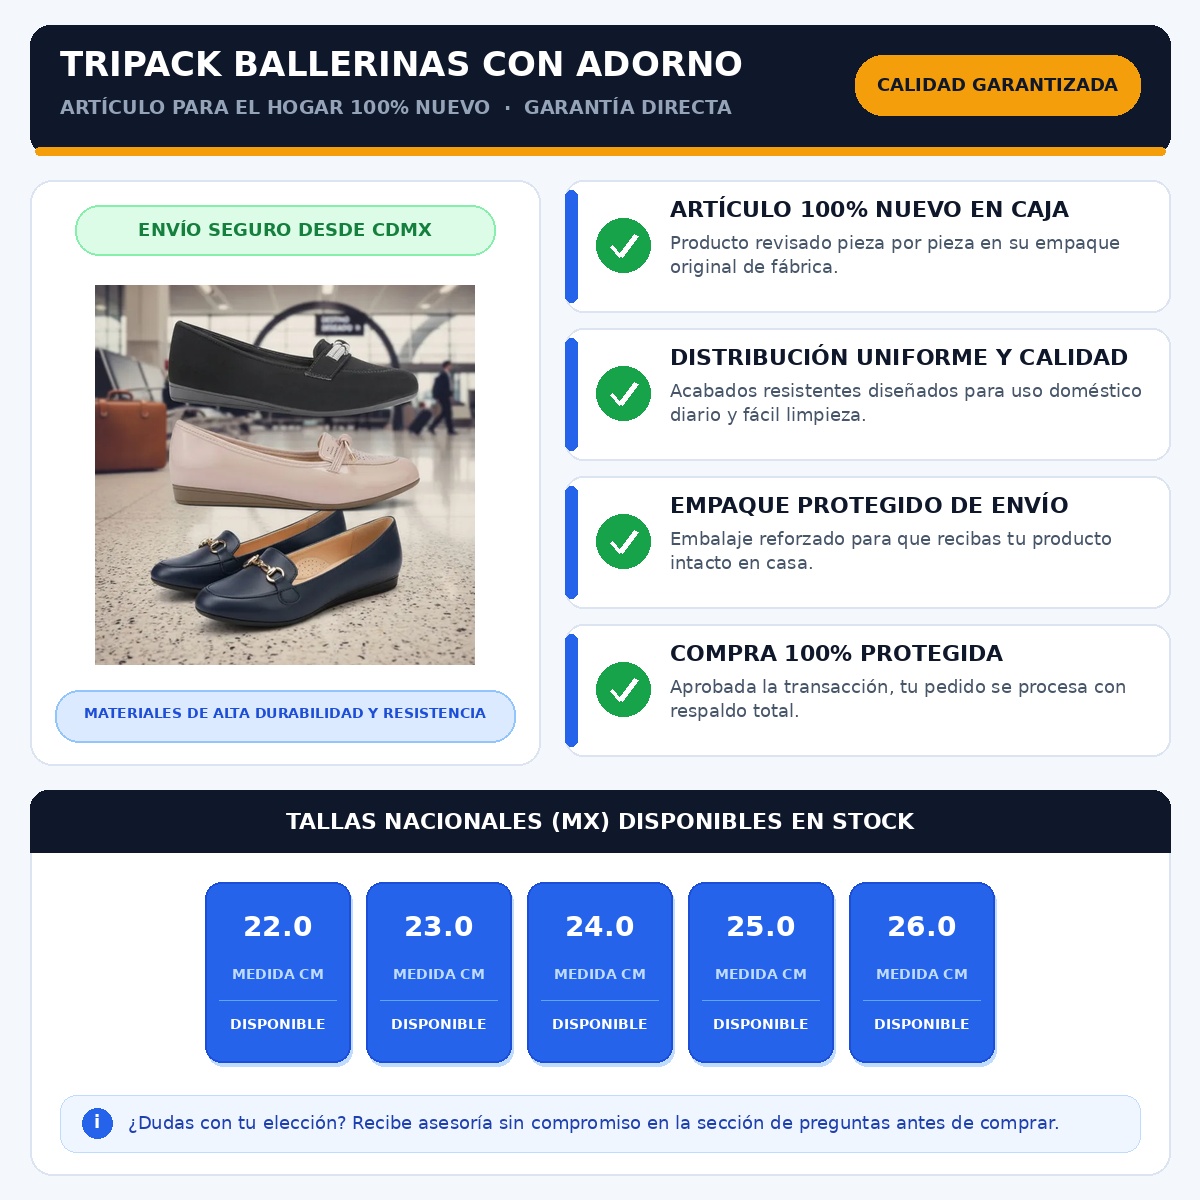 TRIPACK BALLERINAS CON ADORNO
ARTÍCULO PARA EL HOGAR 100% NUEVO · GARANTÍA DIRECTA
CALIDAD GARANTIZADA
ENVÍO SEGURO DESDE CDMX
MATERIALES DE ALTA DURABILIDAD Y RESISTENCIA
ARTÍCULO 100% NUEVO EN CAJA
Producto revisado pieza por pieza en su empaque
original de fábrica.
DISTRIBUCIÓN UNIFORME Y CALIDAD
Acabados resistentes diseñados para uso doméstico
diario y fácil limpieza.
EMPAQUE PROTEGIDO DE ENVÍO
Embalaje reforzado para que recibas tu producto
intacto en casa.
COMPRA 100% PROTEGIDA
Aprobada la transacción, tu pedido se procesa con
respaldo total.
TALLAS NACIONALES (MX) DISPONIBLES EN STOCK
22.0 23.0 24.0 25.0 26.0
MEDIDA CM MEDIDA CM MEDIDA CM MEDIDA CM MEDIDA CM
DISPONIBLE DISPONIBLE DISPONIBLE DISPONIBLE DISPONIBLE
i ¿Dudas con tu elección? Recibe asesoría sin compromiso en la sección de preguntas antes de comprar.